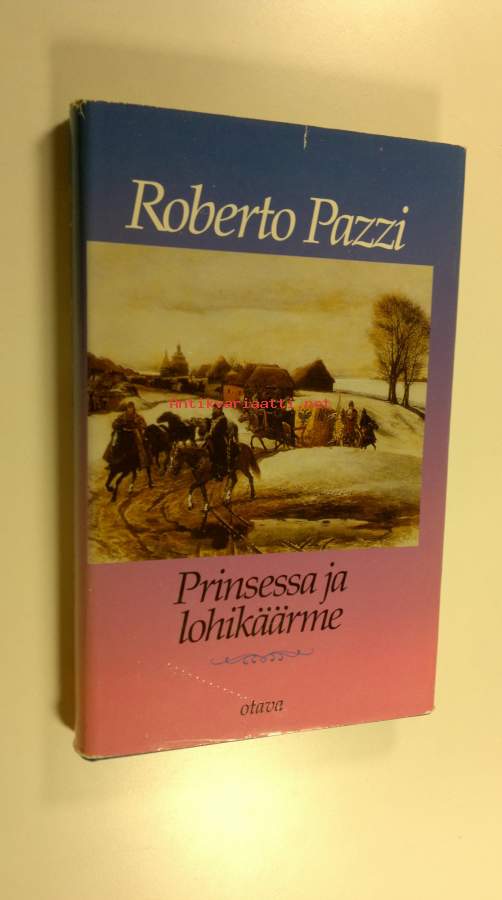 Roberto Pazzi
Antikvariaatti.net
Prinsessa ja
lohikäärme
otava